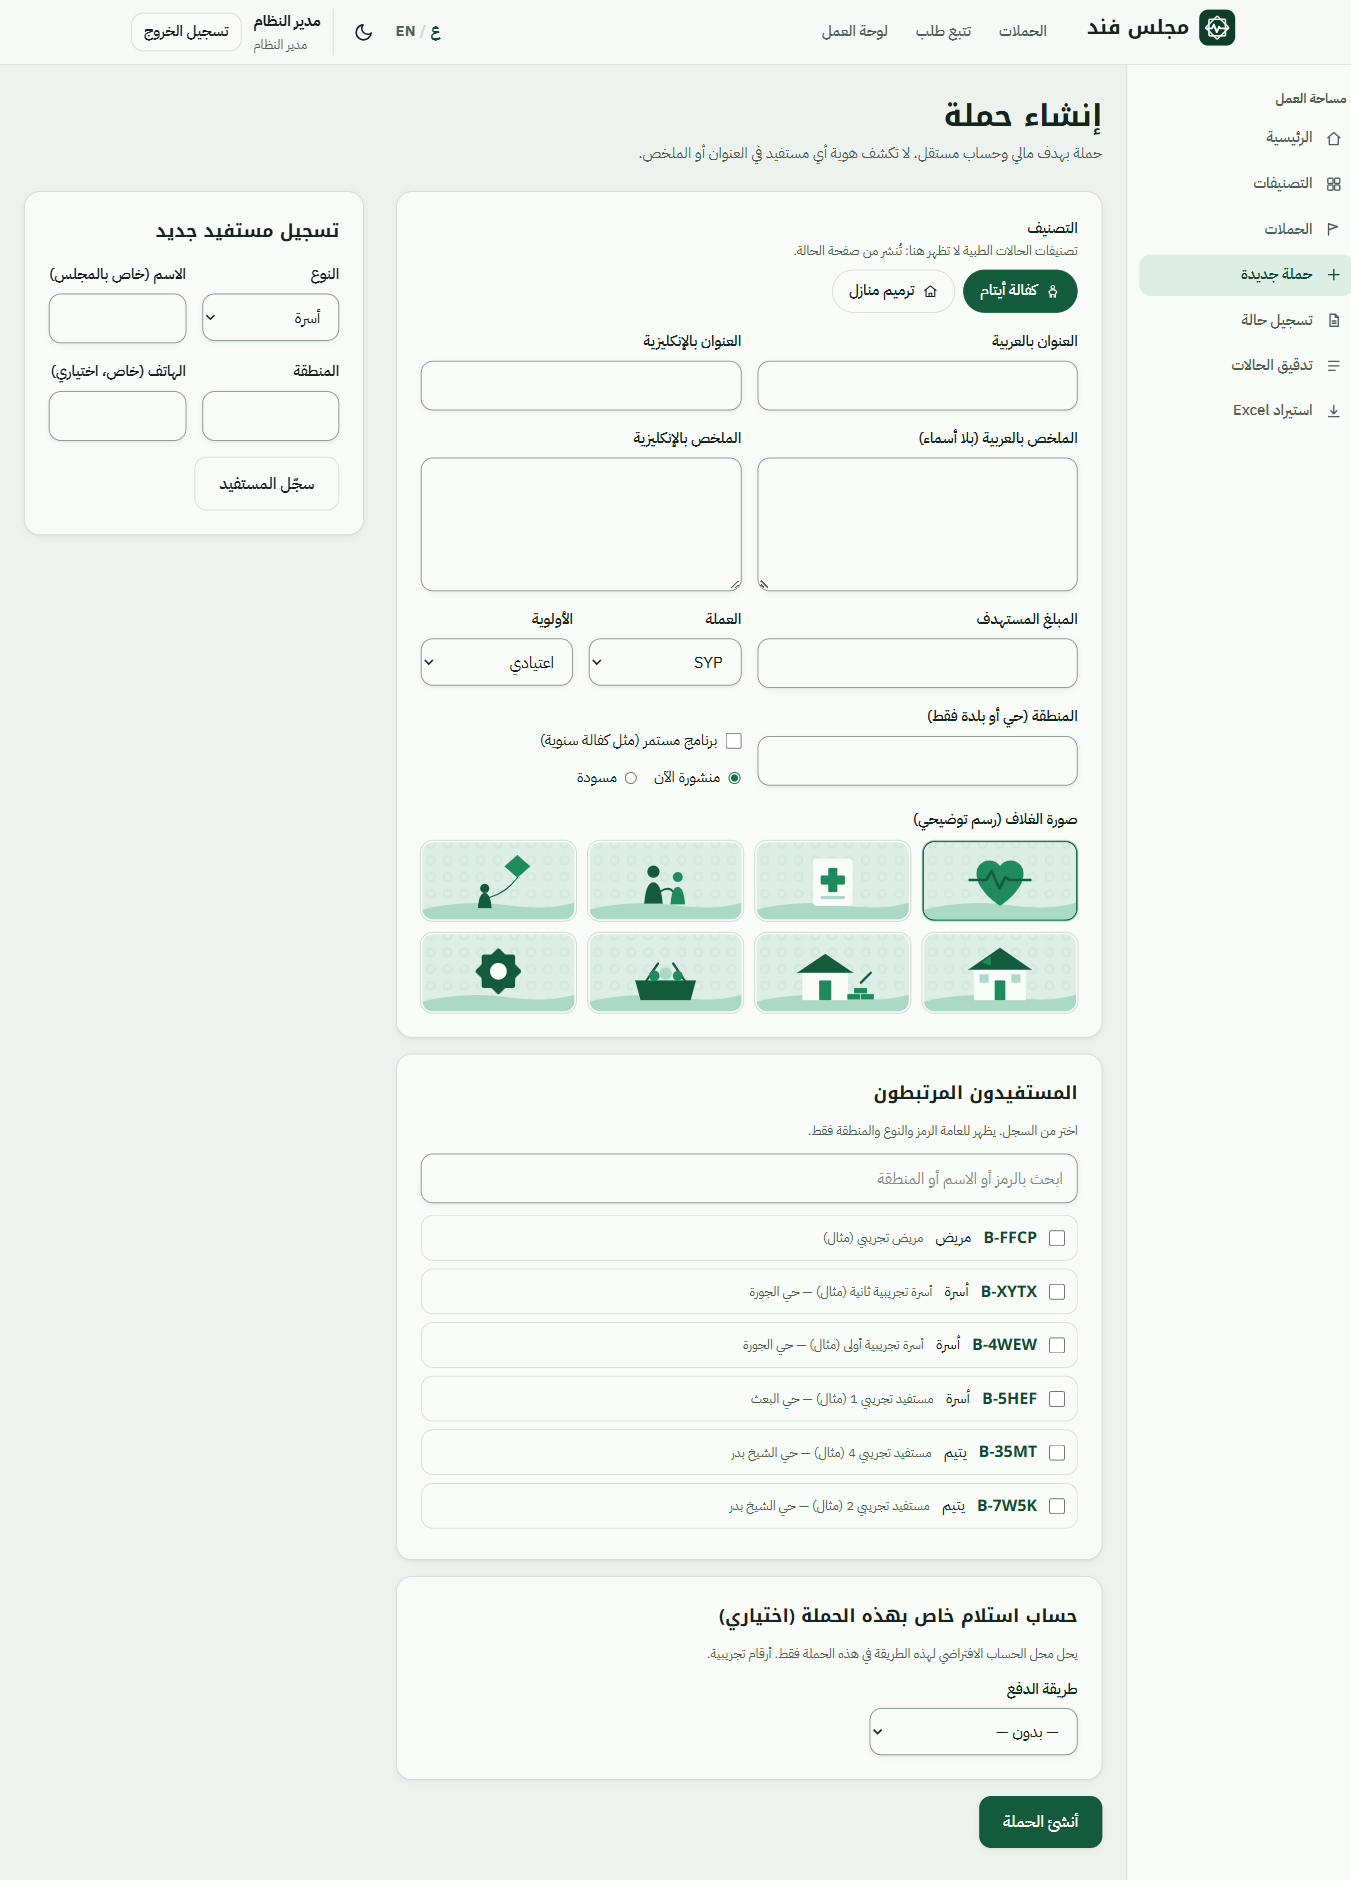 مجلس فند
الحملات
تتبع طلب
لوحة العمل
ع / EN
مدير النظام
مدير النظام
تسجيل الخروج
مساحة العمل
الرئيسية
التصنيفات
الحملات
حملة جديدة
تسجيل حالة
تدقيق الحالات
استيراد Excel
إنشاء حملة
حملة بهدف مالي وحساب مستقل. لا تكشف هوية أي مستفيد في العنوان أو الملخص.
التصنيف
تصنيفات الحالات الطبية لا تظهر هنا: تُنشر من صفحة الحالة.
كفالة أيتام
ترميم منازل
العنوان بالعربية
العنوان بالإنكليزية
الملخص بالعربية (بلا أسماء)
الملخص بالإنكليزية
المبلغ المستهدف
العملة
الأولوية
SYP
اعتيادي
المنطقة (حي أو بلدة فقط)
برنامج مستمر (مثل كفالة سنوية)
منشورة الآن
مسودة
صورة الغلاف (رسم توضيحي)
المستفيدون المرتبطون
اختر من السجل. يظهر للعامة الرمز والنوع والمنطقة فقط.
ابحث بالرمز أو الاسم أو المنطقة
B-FFCP مريض مريض تجريبي (مثال)
B-XYTX أسرة أسرة تجريبية ثانية (مثال) — حي الجورة
B-4WEW أسرة أسرة تجريبية أولى (مثال) — حي الجورة
B-5HEF أسرة مستفيد تجريبي 1 (مثال) — حي البعث
B-35MT يتيم مستفيد تجريبي 4 (مثال) — حي الشيخ بدر
B-7W5K يتيم مستفيد تجريبي 2 (مثال) — حي الشيخ بدر
حساب استلام خاص بهذه الحملة (اختياري)
يحل محل الحساب الافتراضي لهذه الطريقة في هذه الحملة فقط. أرقام تجريبية.
طريقة الدفع
— بدون —
أنشئ الحملة
تسجيل مستفيد جديد
النوع
الاسم (خاص بالمجلس)
أسرة
المنطقة
الهاتف (خاص، اختياري)
سجّل المستفيد